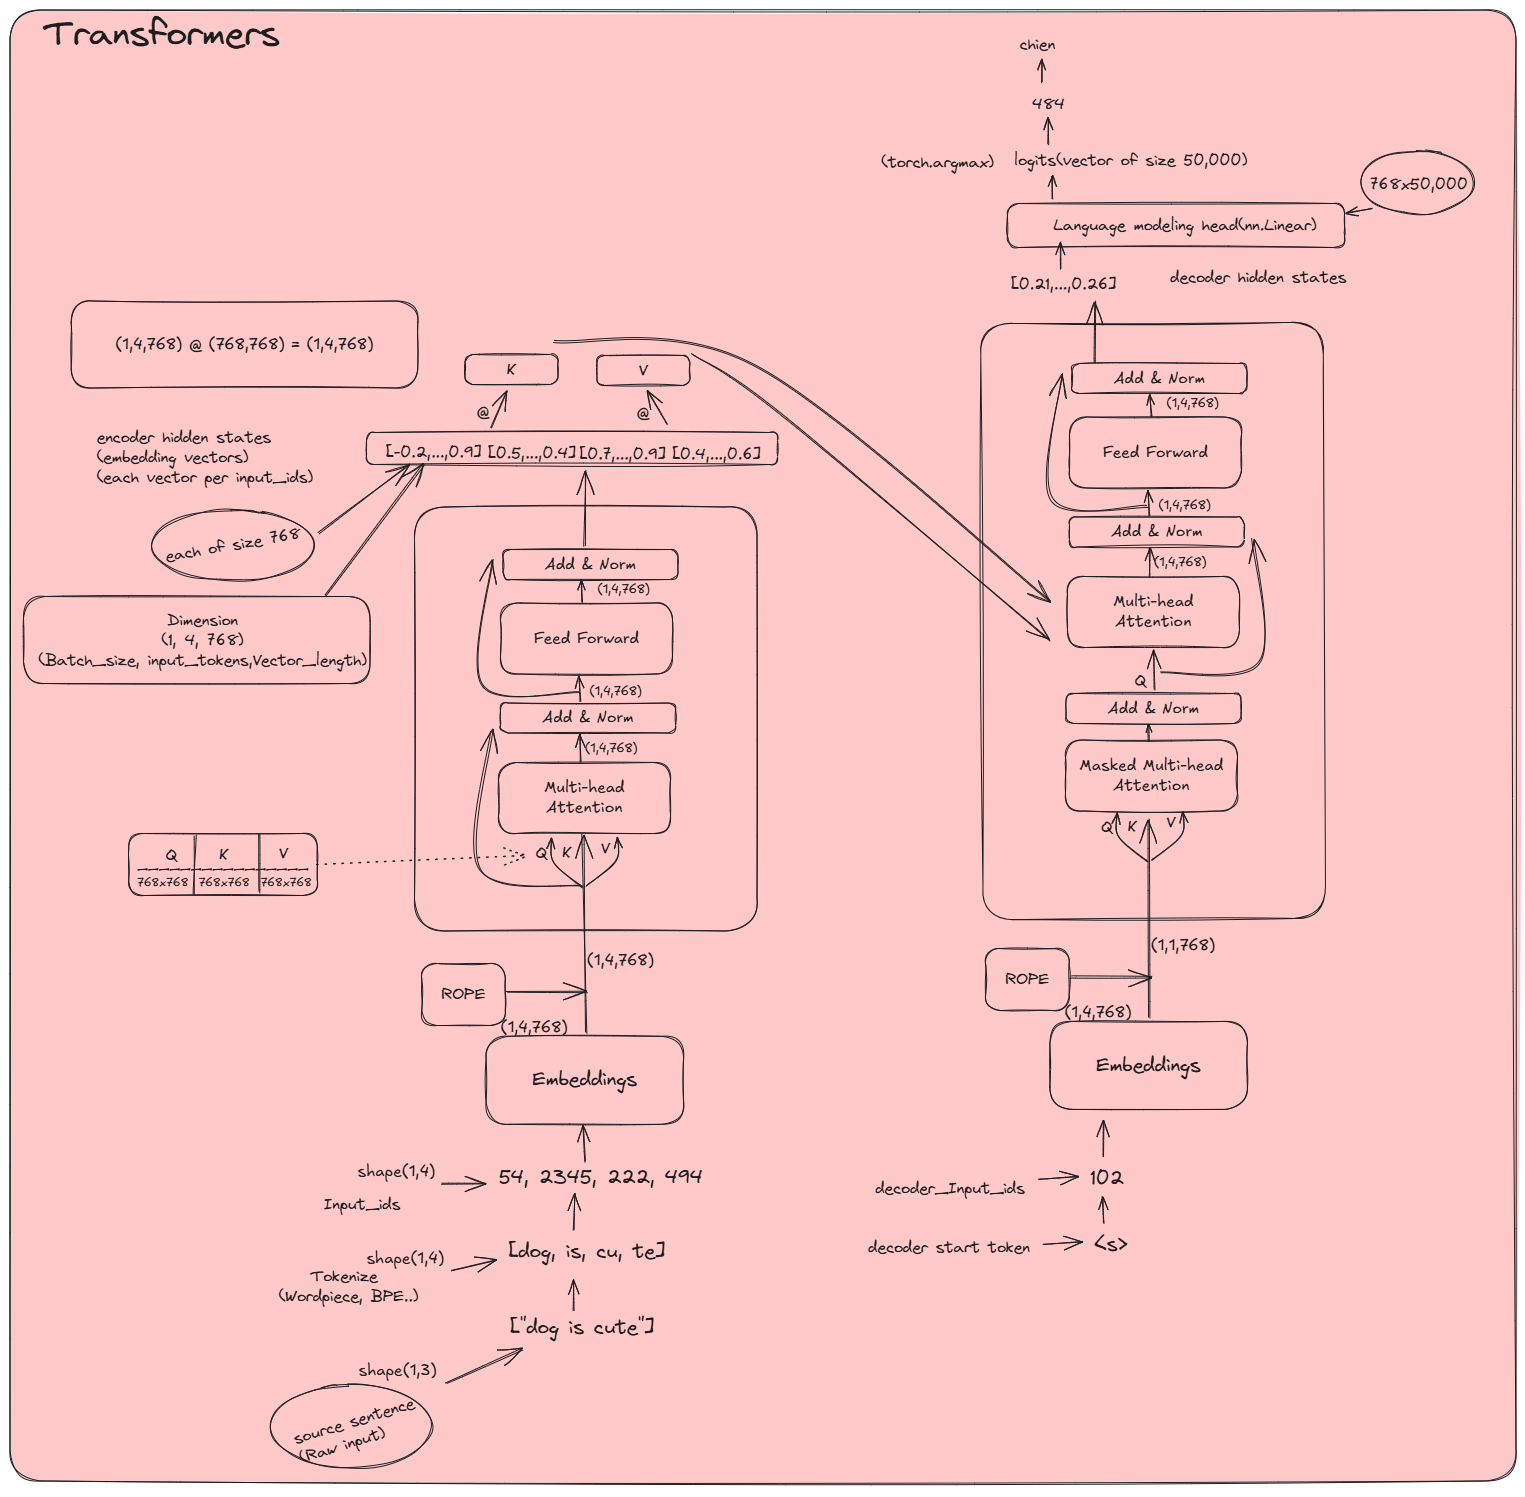 Transformers
chien
484
(torch.argmax)
logits(vector of size 50,000)
768x50,000
Language modeling head(nn.Linear)
[0.21,...,0.26]
decoder hidden states
(1,4,768) @ (768,768) = (1,4,768)
K
V
@
@
encoder hidden states
(embedding vectors)
(each vector per input_ids)
[-0.2,...,0.9] [0.5,...,0.4][0.7,...,0.9] [0.4,...,0.6]
each of size 768
Dimension
(1, 4, 768)
(Batch_size, input_tokens,Vector_length)
Add & Norm
(1,4,768)
Feed Forward
(1,4,768)
Add & Norm
(1,4,768)
Multi-head
Attention
Q
K
V
Q
K
V
768x768
768x768
768x768
(1,4,768)
ROPE
(1,4,768)
Embeddings
shape(1,4)
Input_ids
54, 2345, 222, 494
shape(1,4)
Tokenize
(Wordpiece, BPE..)
[dog, is, cu, te]
["dog is cute"]
shape(1,3)
source sentence
(Raw input)
Add & Norm
(1,4,768)
Feed Forward
(1,4,768)
Add & Norm
(1,4,768)
Multi-head
Attention
Q
Add & Norm
Masked Multi-head
Attention
Q
K
V
(1,1,768)
ROPE
(1,4,768)
Embeddings
decoder_Input_ids
102
decoder start token
<s>